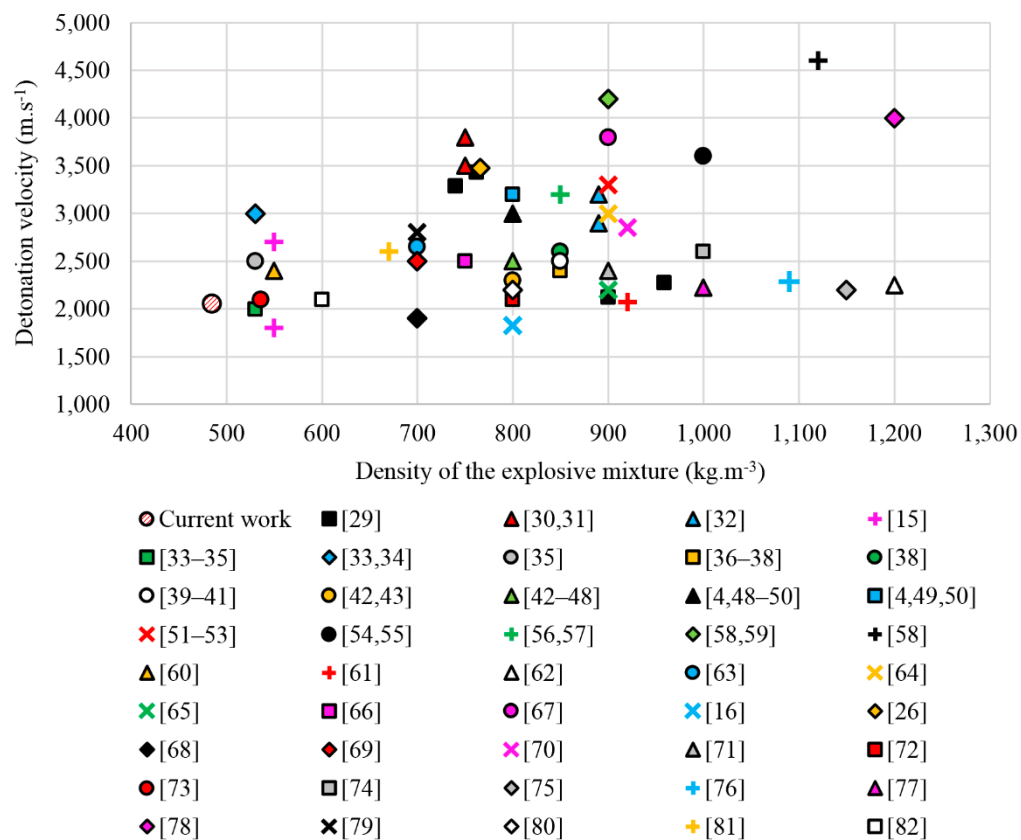 5,000
4,500
4,000
3,500
3,000
2,500
2,000
1,500
1,000
Detonation velocity (m.s⁻¹)
400 500 600 700 800 900 1,000 1,100 1,200 1,300
Density of the explosive mixture (kg.m⁻³)
Current work [29] [30,31] [32] [15]
[33–35] [33,34] [35] [36–38] [38]
[39–41] [42,43] [42–48] [4,48–50] [4,49,50]
[51–53] [54,55] [56,57] [58,59] [58]
[60] [61] [62] [63] [64]
[65] [66] [67] [16] [26]
[68] [69] [70] [71] [72]
[73] [74] [75] [76] [77]
[78] [79] [80] [81] [82]